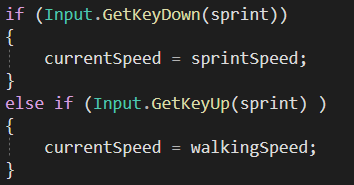 if (Input.GetKeyDown(sprint))
{
    currentSpeed = sprintSpeed;
}
else if (Input.GetKeyUp(sprint) )
{
    currentSpeed = walkingSpeed;
}